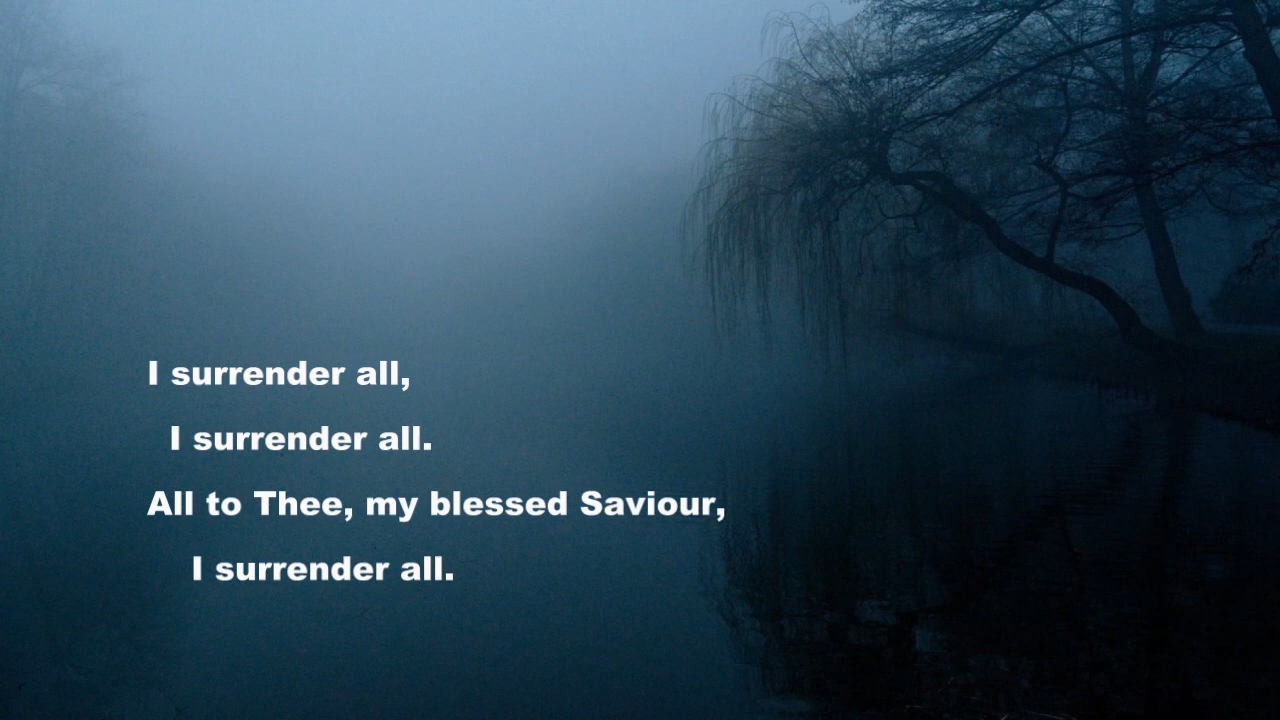 I surrender all,
I surrender all.
All to Thee, my blessed Saviour,
I surrender all.